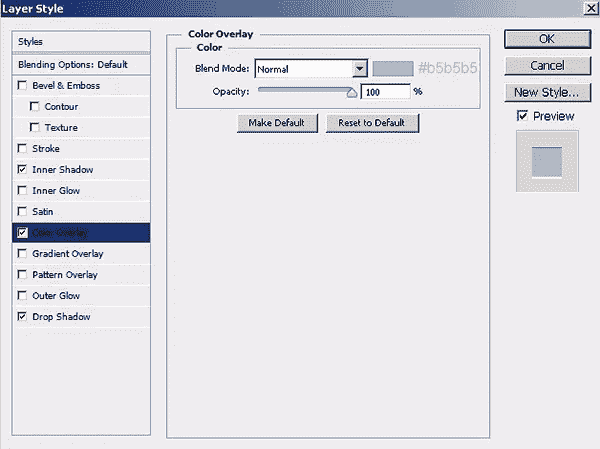 Layer Style
Styles
Blending Options: Default
Bevel & Emboss
Contour
Texture
Stroke
Inner Shadow
Inner Glow
Satin
Color Overlay
Gradient Overlay
Pattern Overlay
Outer Glow
Drop Shadow
Color Overlay
Color
Blend Mode: Normal #b5b5b5
Opacity: 100 %
Make Default Reset to Default
OK
Cancel
New Style...
Preview